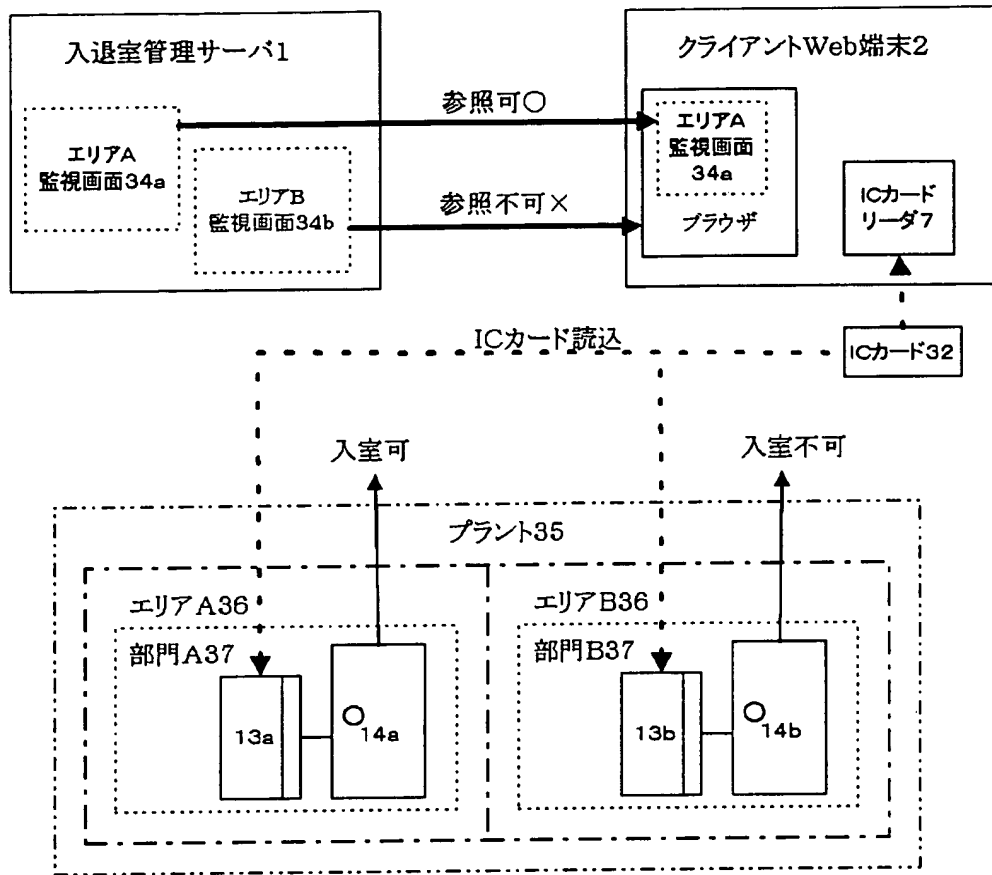 入退室管理サーバ1
クライアントWeb端末2
参照可○
エリアA
監視画面34a
エリアB
監視画面34b
参照不可×
エリアA
監視画面
34a
ブラウザ
ICカード
リーダ7
ICカード読込
ICカード32
入室可
入室不可
プラント35
エリアA36
エリアB36
部門A37
部門B37
13a
14a
13b
14b